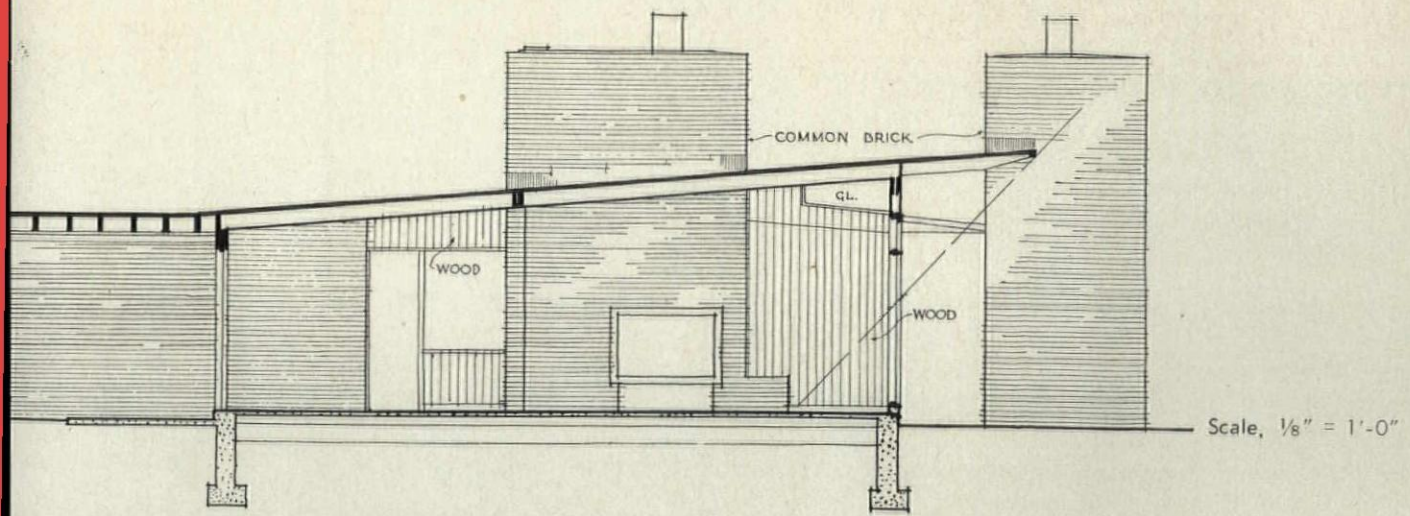 COMMON BRICK
GL.
WOOD
WOOD
Scale, ⅛" = 1'-0"